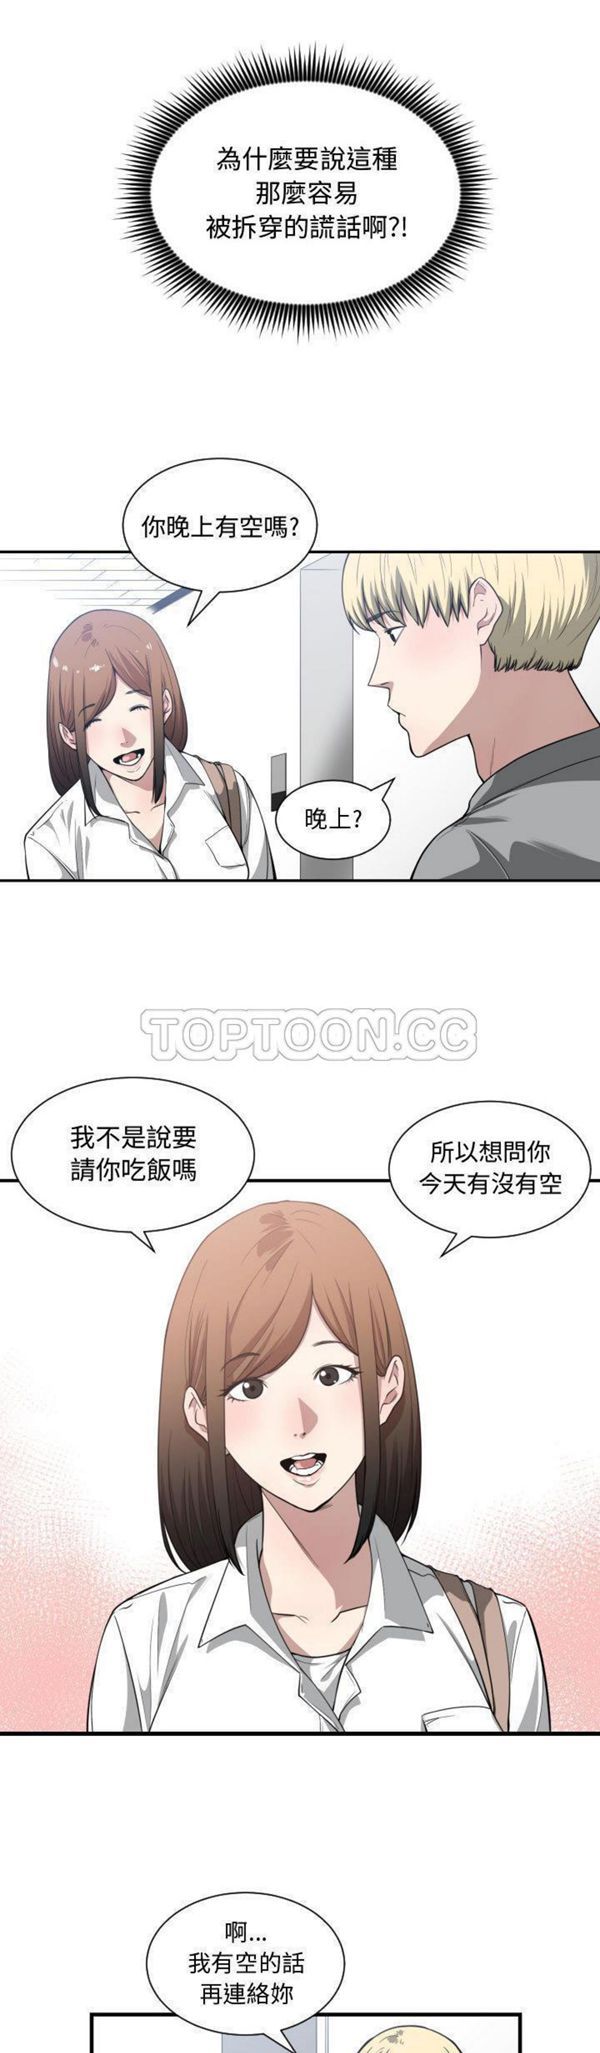 為什麼要說這種
那麼容易
被拆穿的謊話啊?!
你晚上有空嗎?
晚上?
TOPTOON.CC
我不是說要
請你吃飯嗎
所以想問你
今天有沒有空
啊...
我有空的話
再連絡妳